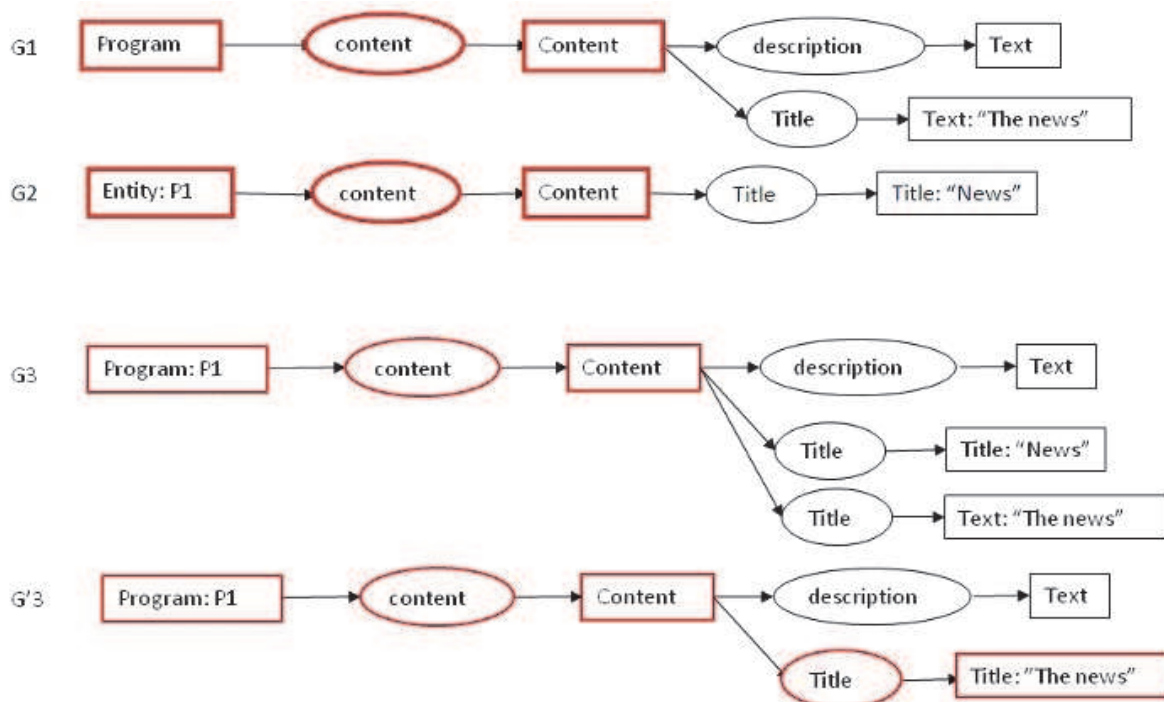 G1 Program content Content description Text
Title Text: “The news”
G2 Entity: P1 content Content Title Title: “News”
G3 Program: P1 content Content description Text
Title Title: “News”
Title Text: “The news”
G’3 Program: P1 content Content description Text
Title Title: “The news”